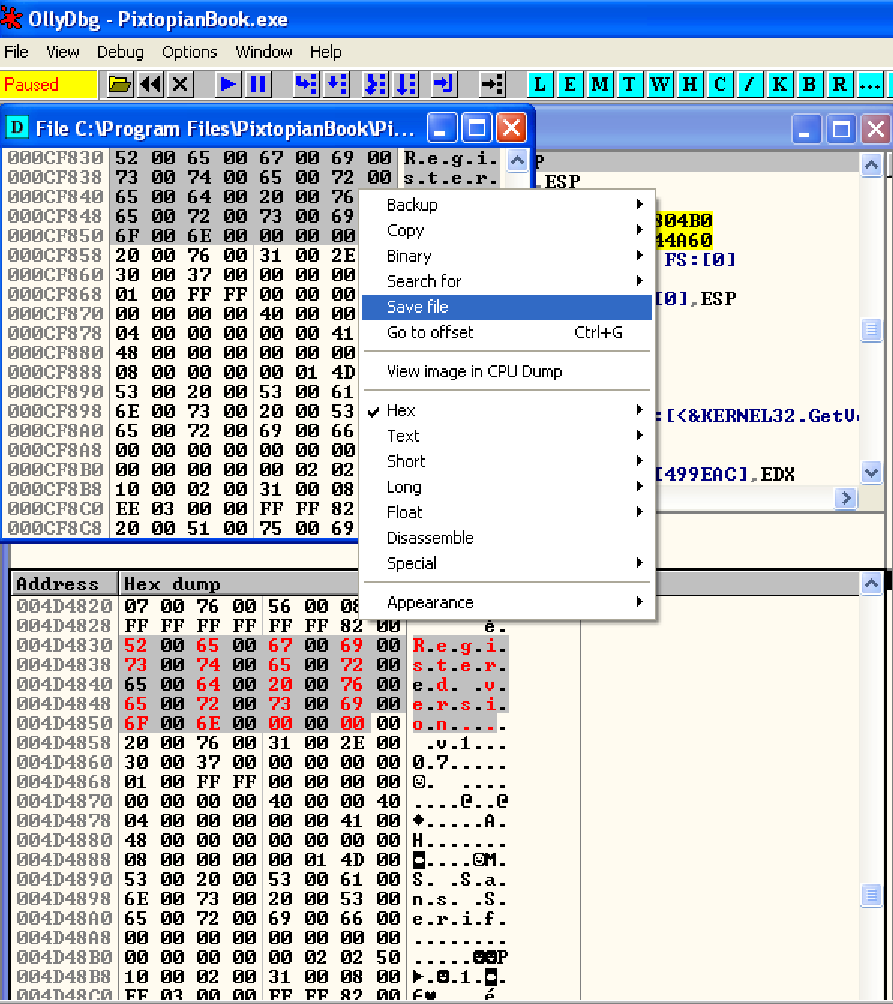 OllyDbg - PixtopianBook.exe
File View Debug Options Window Help
Paused L E M T W H C / K B R ...
D File C:\Program Files\PixtopianBook\Pi...
000CF830 52 00 65 00 67 00 69 00 R.e.g.i.
000CF838 73 00 74 00 65 00 72 00 s.t.e.r.
000CF840 65 00 64 00 20 00 76
000CF848 65 00 72 00 73 00 69
000CF850 6F 00 6E 00 00 00 00
000CF858 20 00 76 00 31 00 2E
000CF860 30 00 37 00 00 00 00
000CF868 01 00 FF FF 00 00 00
000CF870 00 00 00 00 40 00 00
000CF878 04 00 00 00 00 00 41
000CF880 48 00 00 00 00 00 00
000CF888 08 00 00 00 00 01 4D
000CF890 53 00 20 00 53 00 61
000CF898 6E 00 73 00 20 00 53
000CF8A0 65 00 72 00 69 00 66
000CF8A8 00 00 00 00 00 00 00
000CF8B0 00 00 00 00 00 02 02
000CF8B8 10 00 02 00 31 00 08
000CF8C0 EE 03 00 00 FF FF 82
000CF8C8 20 00 51 00 75 00 69
P
,ESP
804B0
44A60
FS:[0]
[0],ESP
:[<&KERNEL32.GetV
[499EAC],EDX
Backup
Copy
Binary
Search for
Save file
Go to offset Ctrl+G
View image in CPU Dump
Hex
Text
Short
Long
Float
Disassemble
Special
Appearance
Address Hex dump
004D4820 07 00 76 00 56 00 08
004D4828 FF FF FF FF FF FF 82 00 é.
004D4830 52 00 65 00 67 00 69 00 R.e.g.i.
004D4838 73 00 74 00 65 00 72 00 s.t.e.r.
004D4840 65 00 64 00 20 00 76 00 e.d. .v.
004D4848 65 00 72 00 73 00 69 00 e.r.s.i.
004D4850 6F 00 6E 00 00 00 00 00 o.n.....
004D4858 20 00 76 00 31 00 2E 00 .v.1...
004D4860 30 00 37 00 00 00 00 00 0.7.....
004D4868 01 00 FF FF 00 00 00 00 ☺. ....
004D4870 00 00 00 00 40 00 00 40 ....@..@
004D4878 04 00 00 00 00 00 41 00 ♦.....A.
004D4880 48 00 00 00 00 00 00 00 H.......
004D4888 08 00 00 00 00 01 4D 00 ◘....☺M.
004D4890 53 00 20 00 53 00 61 00 S. .S.a.
004D4898 6E 00 73 00 20 00 53 00 n.s. .S.
004D48A0 65 00 72 00 69 00 66 00 e.r.i.f.
004D48A8 00 00 00 00 00 00 00 00 ........
004D48B0 00 00 00 00 00 02 02 50 .....☻☻P
004D48B8 10 00 02 00 31 00 08 00 ►.☻.1.◘.
004D48C0 FF 03 00 00 FF FF 82 00